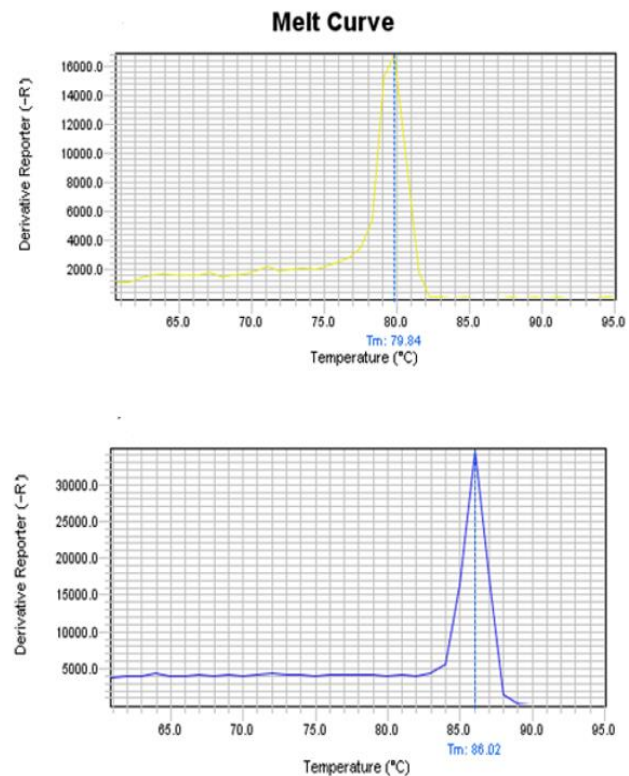 Melt Curve
Derivative Reporter (-R')
16000.0
14000.0
12000.0
10000.0
8000.0
6000.0
4000.0
2000.0
65.0 70.0 75.0 80.0 85.0 90.0 95.0
Tm: 79.84
Temperature (°C)
Derivative Reporter (-R')
30000.0
25000.0
20000.0
15000.0
10000.0
5000.0
65.0 70.0 75.0 80.0 85.0 90.0 95.0
Tm: 86.02
Temperature (°C)